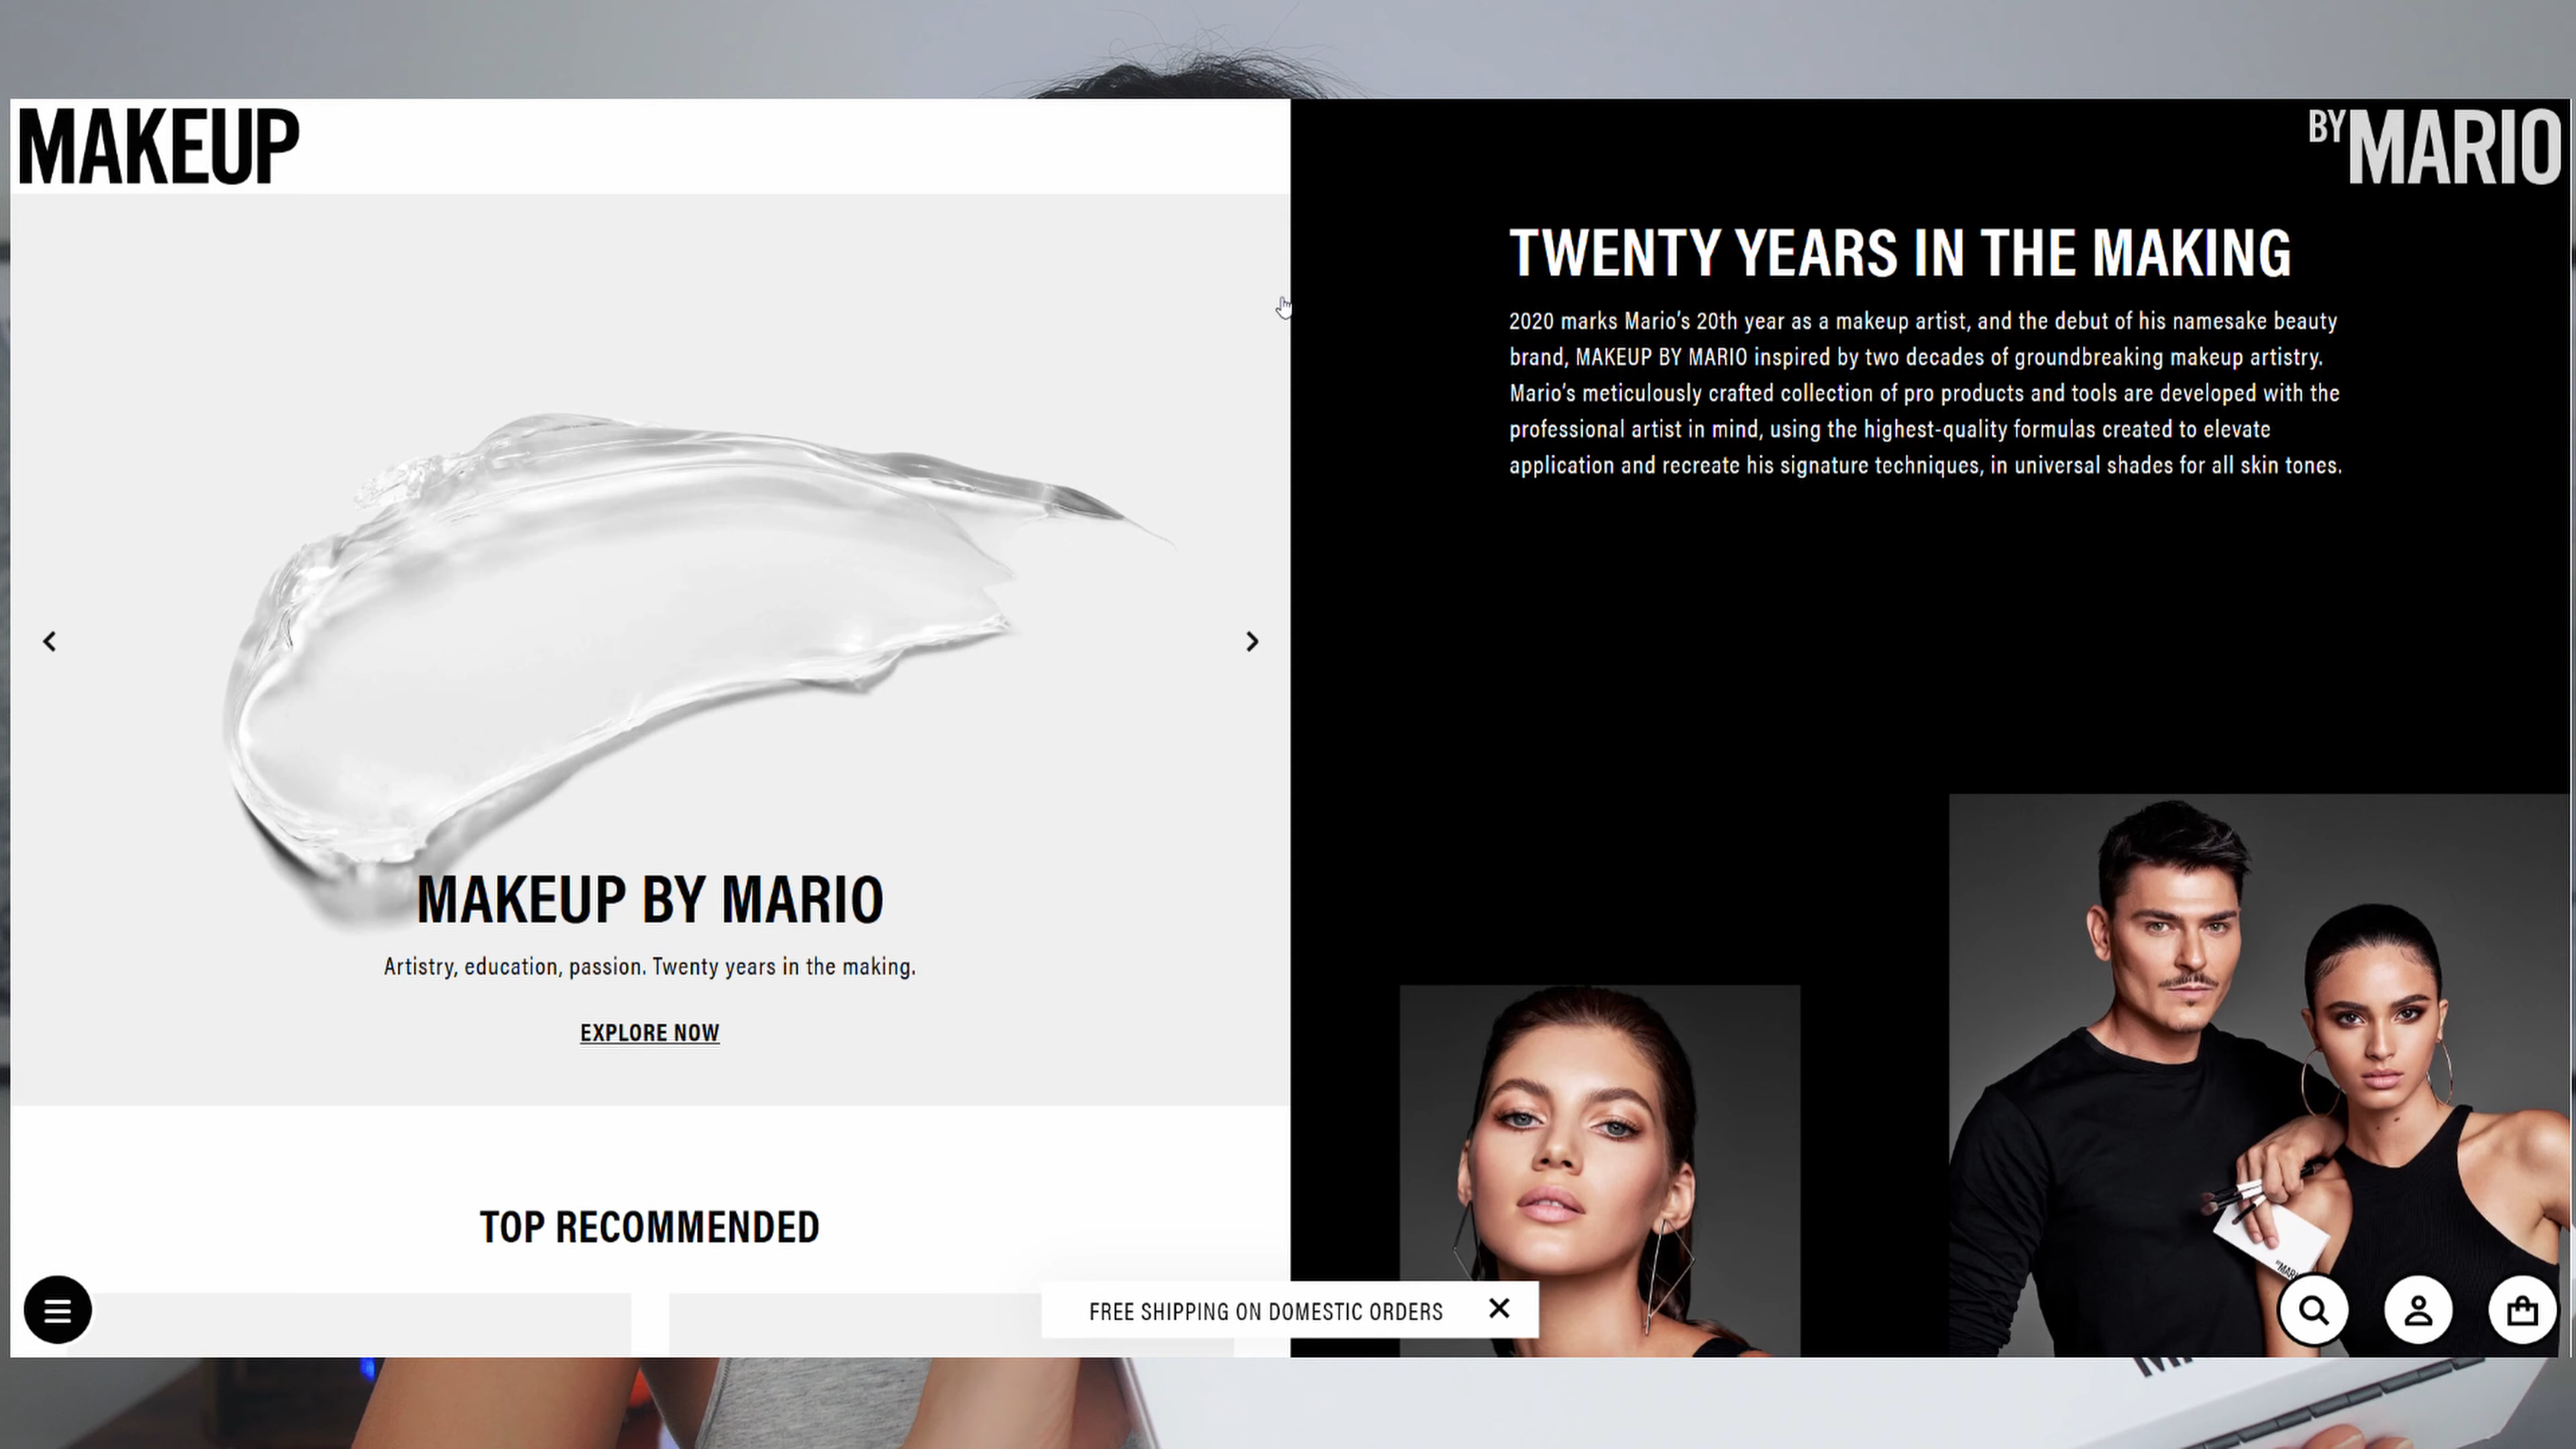 MAKEUP
BY MARIO
TWENTY YEARS IN THE MAKING
2020 marks Mario’s 20th year as a makeup artist, and the debut of his namesake beauty
brand, MAKEUP BY MARIO inspired by two decades of groundbreaking makeup artistry.
Mario’s meticulously crafted collection of pro products and tools are developed with the
professional artist in mind, using the highest-quality formulas created to elevate
application and recreate his signature techniques, in universal shades for all skin tones.
MAKEUP BY MARIO
Artistry, education, passion. Twenty years in the making.
EXPLORE NOW
TOP RECOMMENDED
FREE SHIPPING ON DOMESTIC ORDERS